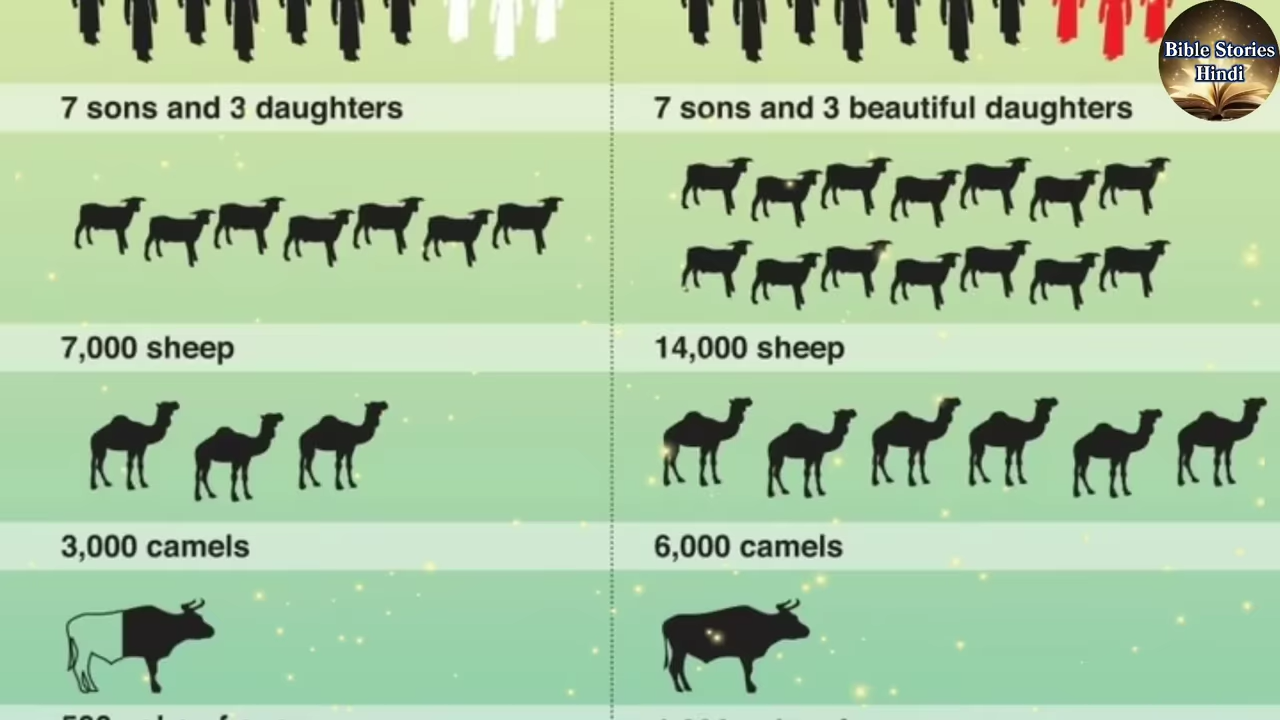 Bible Stories
Hindi
7 sons and 3 daughters
7 sons and 3 beautiful daughters
7,000 sheep
14,000 sheep
3,000 camels
6,000 camels